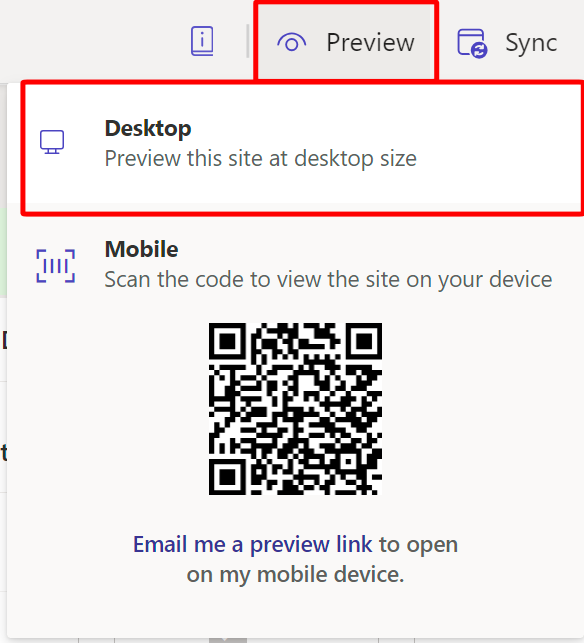 Preview
Sync
Desktop
Preview this site at desktop size
Mobile
Scan the code to view the site on your device
Email me a preview link to open
on my mobile device.